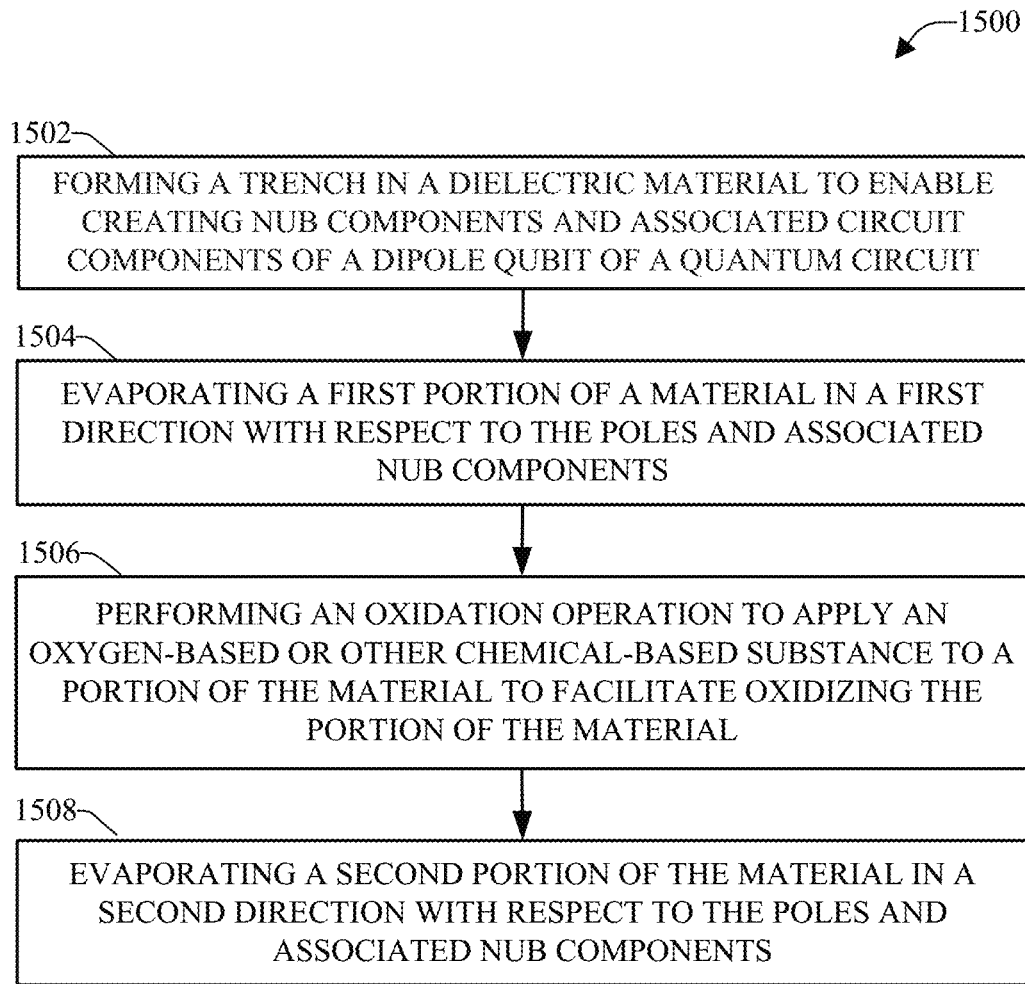 1500
1502
FORMING A TRENCH IN A DIELECTRIC MATERIAL TO ENABLE
CREATING NUB COMPONENTS AND ASSOCIATED CIRCUIT
COMPONENTS OF A DIPOLE QUBIT OF A QUANTUM CIRCUIT
1504
EVAPORATING A FIRST PORTION OF A MATERIAL IN A FIRST
DIRECTION WITH RESPECT TO THE POLES AND ASSOCIATED
NUB COMPONENTS
1506
PERFORMING AN OXIDATION OPERATION TO APPLY AN
OXYGEN-BASED OR OTHER CHEMICAL-BASED SUBSTANCE TO A
PORTION OF THE MATERIAL TO FACILITATE OXIDIZING THE
PORTION OF THE MATERIAL
1508
EVAPORATING A SECOND PORTION OF THE MATERIAL IN A
SECOND DIRECTION WITH RESPECT TO THE POLES AND
ASSOCIATED NUB COMPONENTS